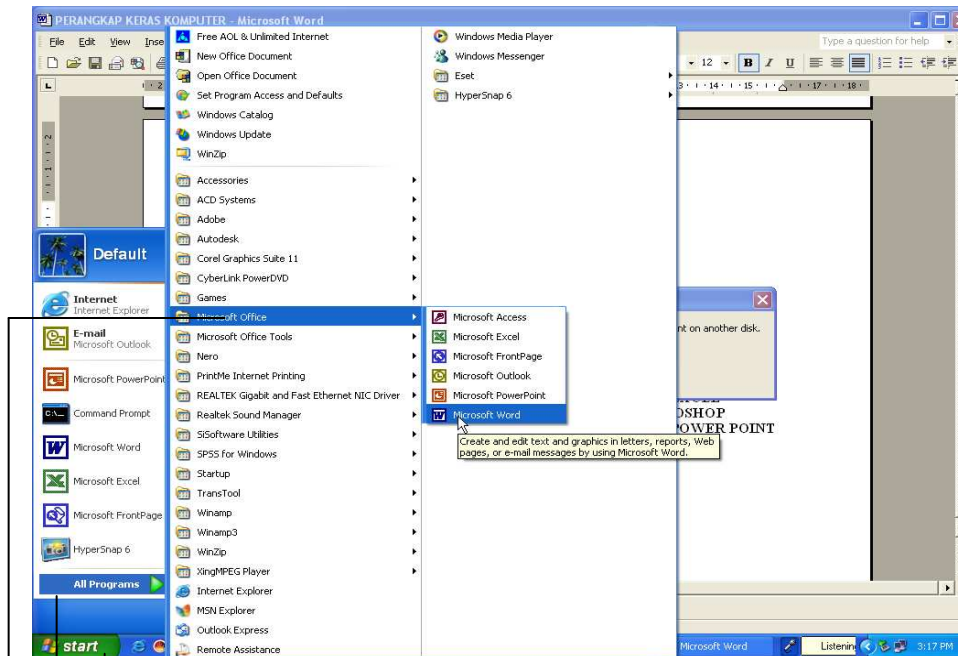 PERANGKAP KERAS KOMPUTER - Microsoft Word
File Edit View
Type a question for help
12 B I U
2
14 15 17 18
Free AOL & Unlimited Internet
New Office Document
Open Office Document
Set Program Access and Defaults
Windows Catalog
Windows Update
WinZip
Accessories
ACD Systems
Adobe
Autodesk
Corel Graphics Suite 11
CyberLink PowerDVD
Games
Microsoft Office
Microsoft Office Tools
Nero
PrintMe Internet Printing
REALTEK Gigabit and Fast Ethernet NIC Driver
Realtek Sound Manager
SiSoftware Utilities
SPSS for Windows
Startup
TransTool
Winamp
Winamp3
WinZip
XingMPEG Player
Internet Explorer
MSN Explorer
Outlook Express
Remote Assistance
Windows Media Player
Windows Messenger
Eset
HyperSnap 6
Microsoft Access
Microsoft Excel
Microsoft FrontPage
Microsoft Outlook
Microsoft PowerPoint
Microsoft Word
Create and edit text and graphics in letters, reports, Web
pages, or e-mail messages by using Microsoft Word.
on another disk.
POWER POINT
Default
Internet
Internet Explorer
E-mail
Microsoft Outlook
Microsoft PowerPoint
Command Prompt
Microsoft Word
Microsoft Excel
Microsoft FrontPage
HyperSnap 6
All Programs
start
Microsoft Word
Listening
3:17 PM